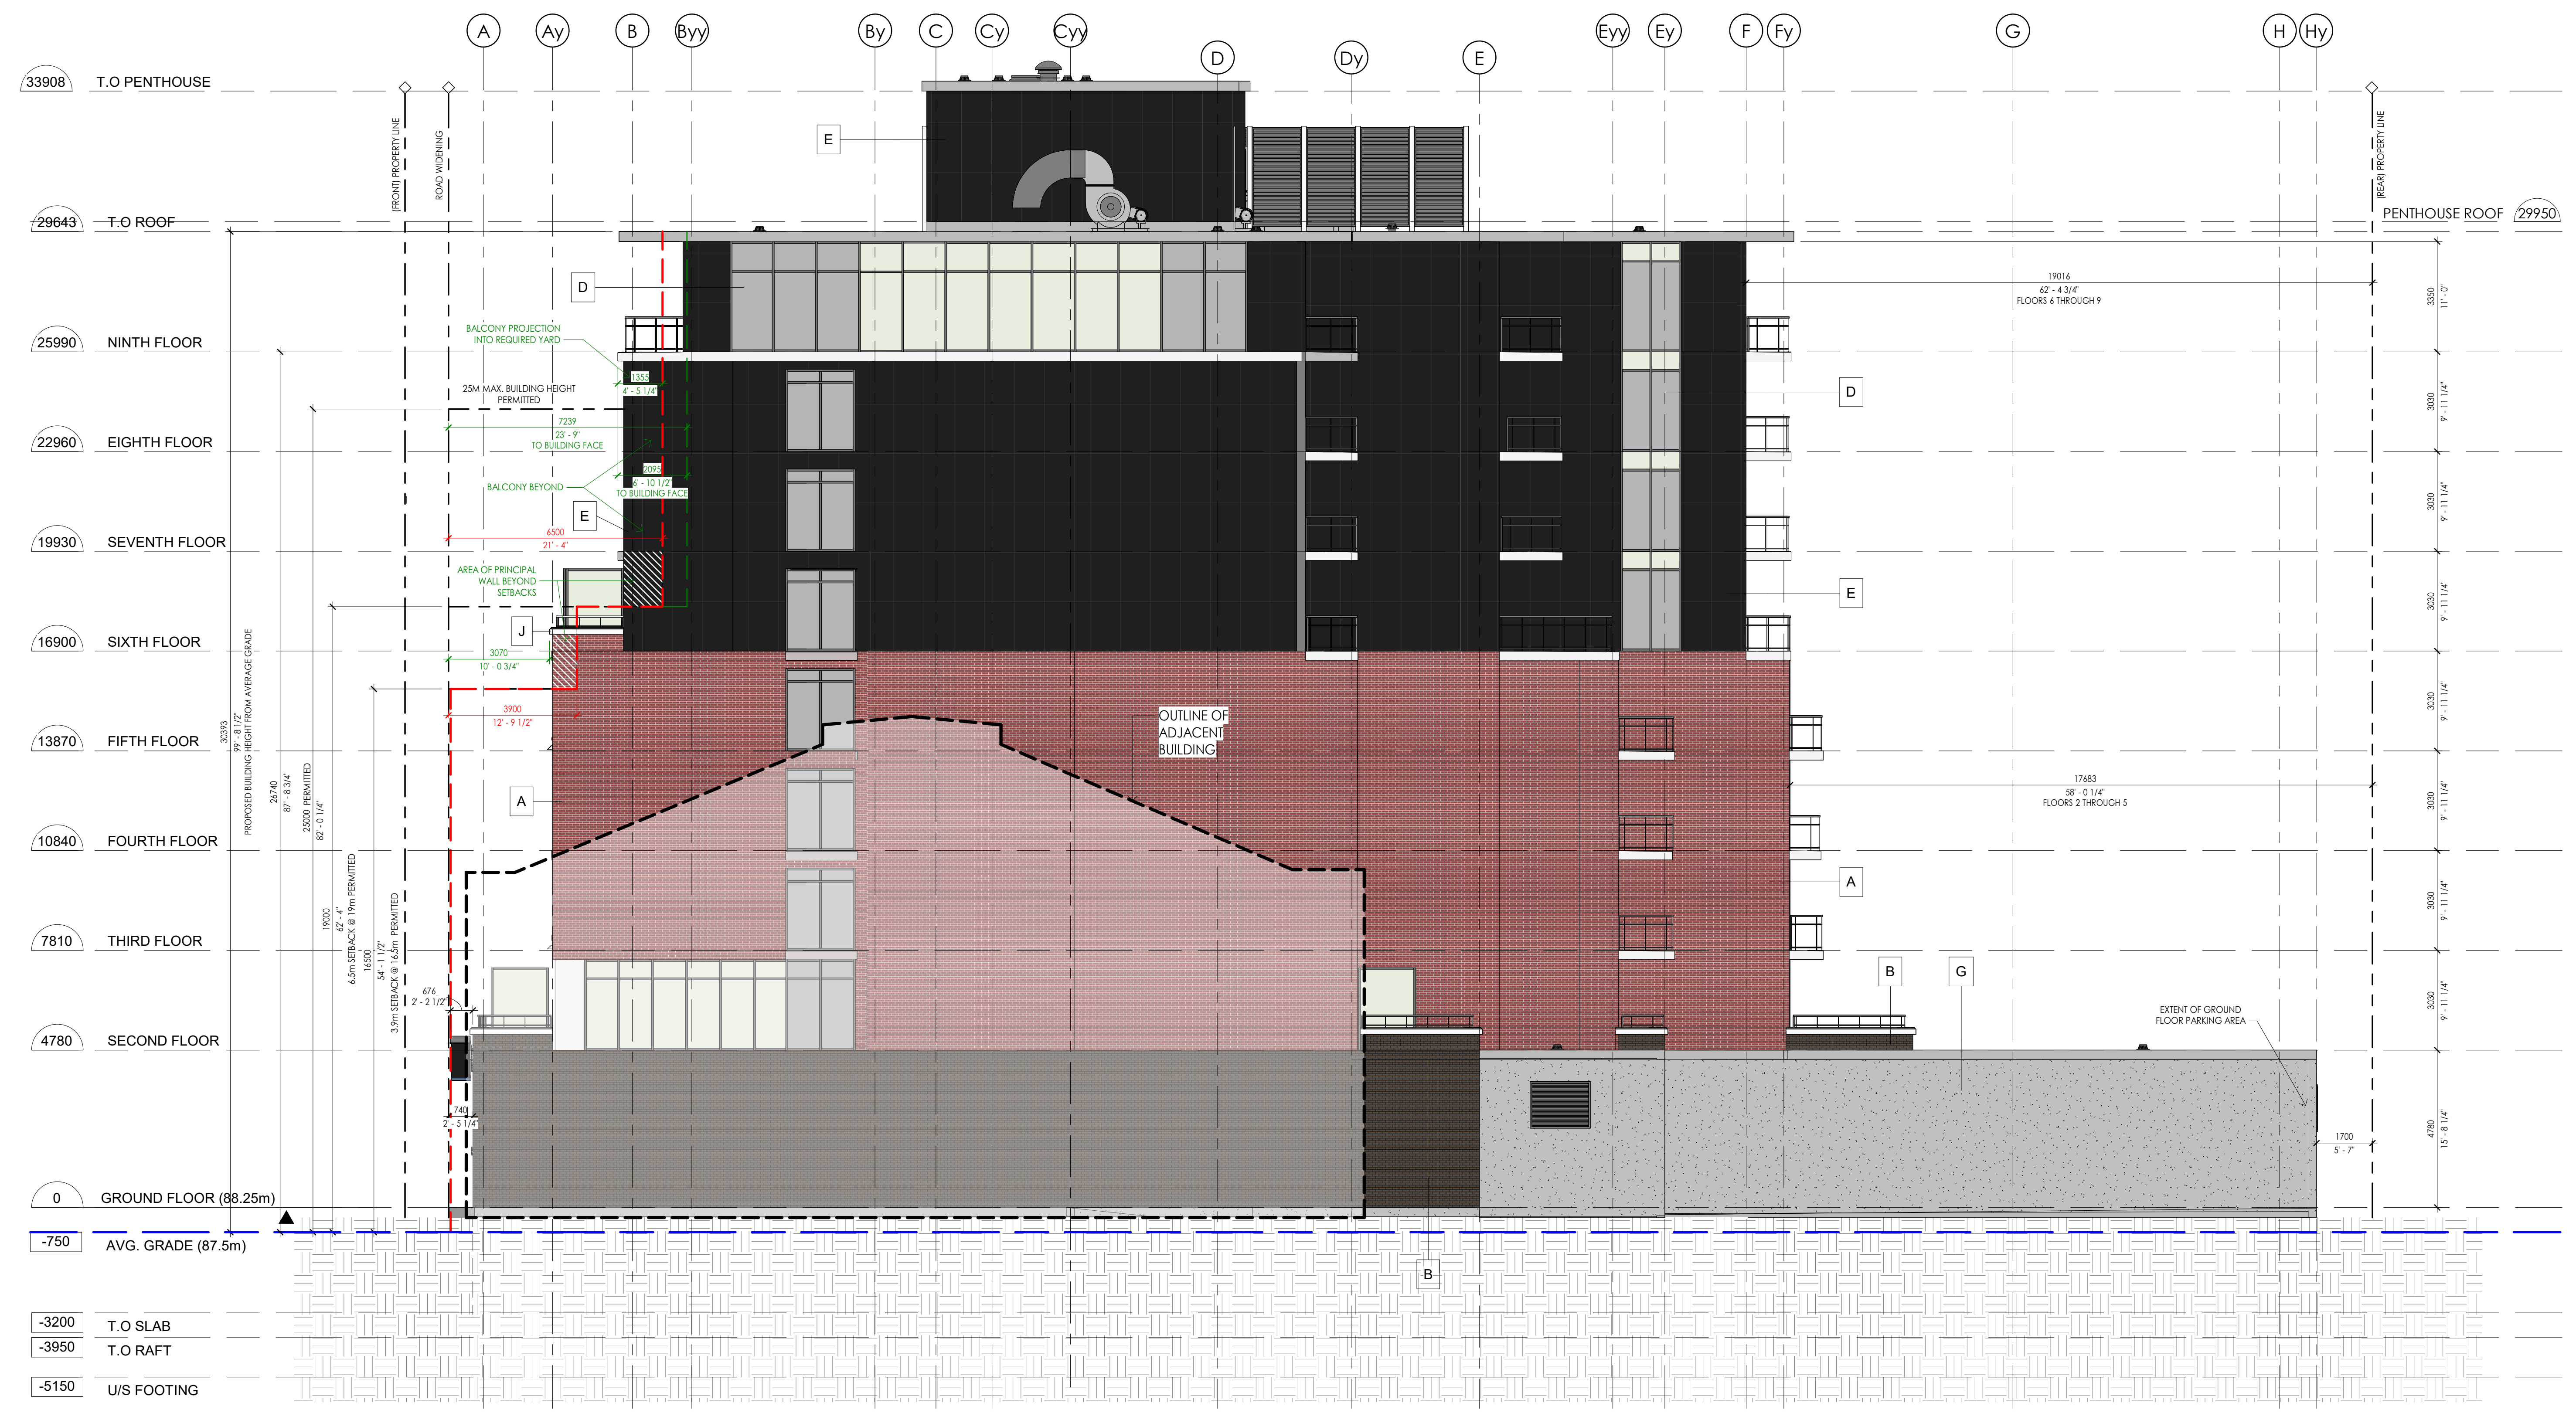 A Ay B Byy By C Cy Cyy D Dy E Eyy Ey F Fy G H Hy
33908 T.O PENTHOUSE
(FRONT) PROPERTY LINE
ROAD WIDENING
(REAR) PROPERTY LINE
E
29643 T.O ROOF
PENTHOUSE ROOF 29950
D
19016
62' - 4 3/4"
FLOORS 6 THROUGH 9
3350
11' - 0"
BALCONY PROJECTION
INTO REQUIRED YARD
25990 NINTH FLOOR
1355
4' - 5 1/4"
25M MAX. BUILDING HEIGHT
PERMITTED
D
3030
9' - 11 1/4"
7239
23' - 9"
TO BUILDING FACE
22960 EIGHTH FLOOR
2095
6' - 10 1/2"
TO BUILDING FACE
BALCONY BEYOND
3030
9' - 11 1/4"
E
6500
21' - 4"
19930 SEVENTH FLOOR
AREA OF PRINCIPAL
WALL BEYOND
SETBACKS
E
3030
9' - 11 1/4"
J
16900 SIXTH FLOOR
3070
10' - 0 3/4"
3900
12' - 9 1/2"
3030
9' - 11 1/4"
OUTLINE OF
ADJACENT
BUILDING
13870 FIFTH FLOOR
30393
99' - 8 1/2"
PROPOSED BUILDING HEIGHT FROM AVERAGE GRADE
26740
87' - 8 3/4"
25000 PERMITTED
82' - 0 1/4"
A
17683
58' - 0 1/4"
FLOORS 2 THROUGH 5
3030
9' - 11 1/4"
10840 FOURTH FLOOR
A
3030
9' - 11 1/4"
19000
62' - 4"
6.5m SETBACK @ 19m PERMITTED
16500
54' - 1 1/2"
3.9m SETBACK @ 16.5m PERMITTED
7810 THIRD FLOOR
B
G
676
2' - 2 1/2"
3030
9' - 11 1/4"
EXTENT OF GROUND
FLOOR PARKING AREA
4780 SECOND FLOOR
740
2' - 5 1/4"
4780
15' - 8 1/4"
1700
5' - 7"
0 GROUND FLOOR (88.25m)
-750 AVG. GRADE (87.5m)
B
-3200 T.O SLAB
-3950 T.O RAFT
-5150 U/S FOOTING